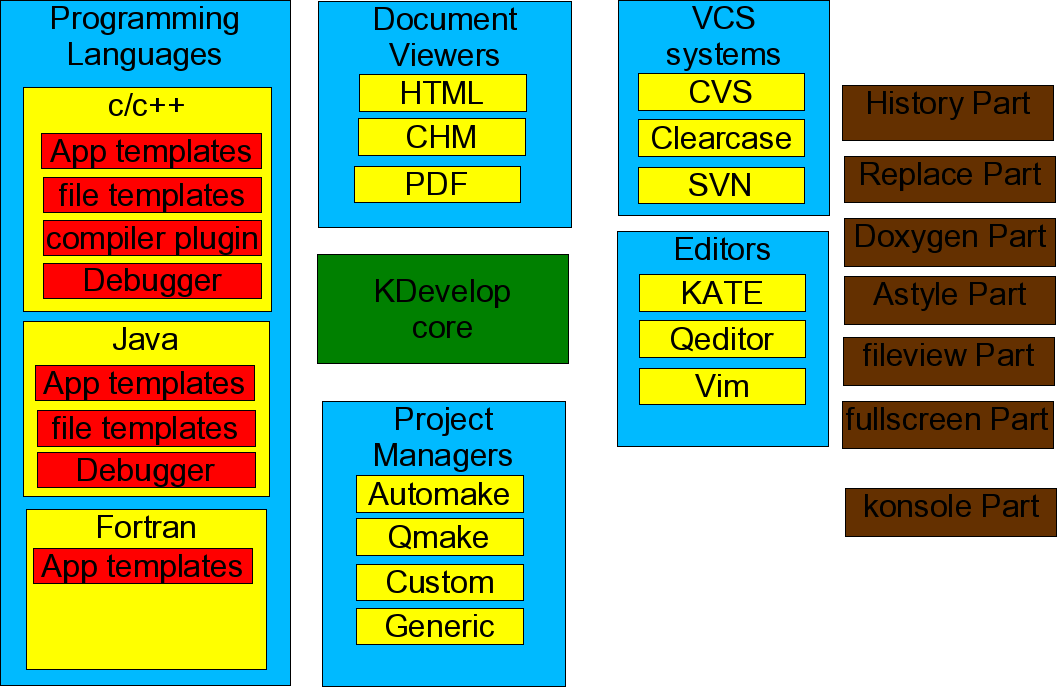 Programming
Languages
c/c++
App templates
file templates
compiler plugin
Debugger
Java
App templates
file templates
Debugger
Fortran
App templates
Document
Viewers
HTML
CHM
PDF
KDevelop
core
Project
Managers
Automake
Qmake
Custom
Generic
VCS
systems
CVS
Clearcase
SVN
Editors
KATE
Qeditor
Vim
History Part
Replace Part
Doxygen Part
Astyle Part
fileview Part
fullscreen Part
konsole Part